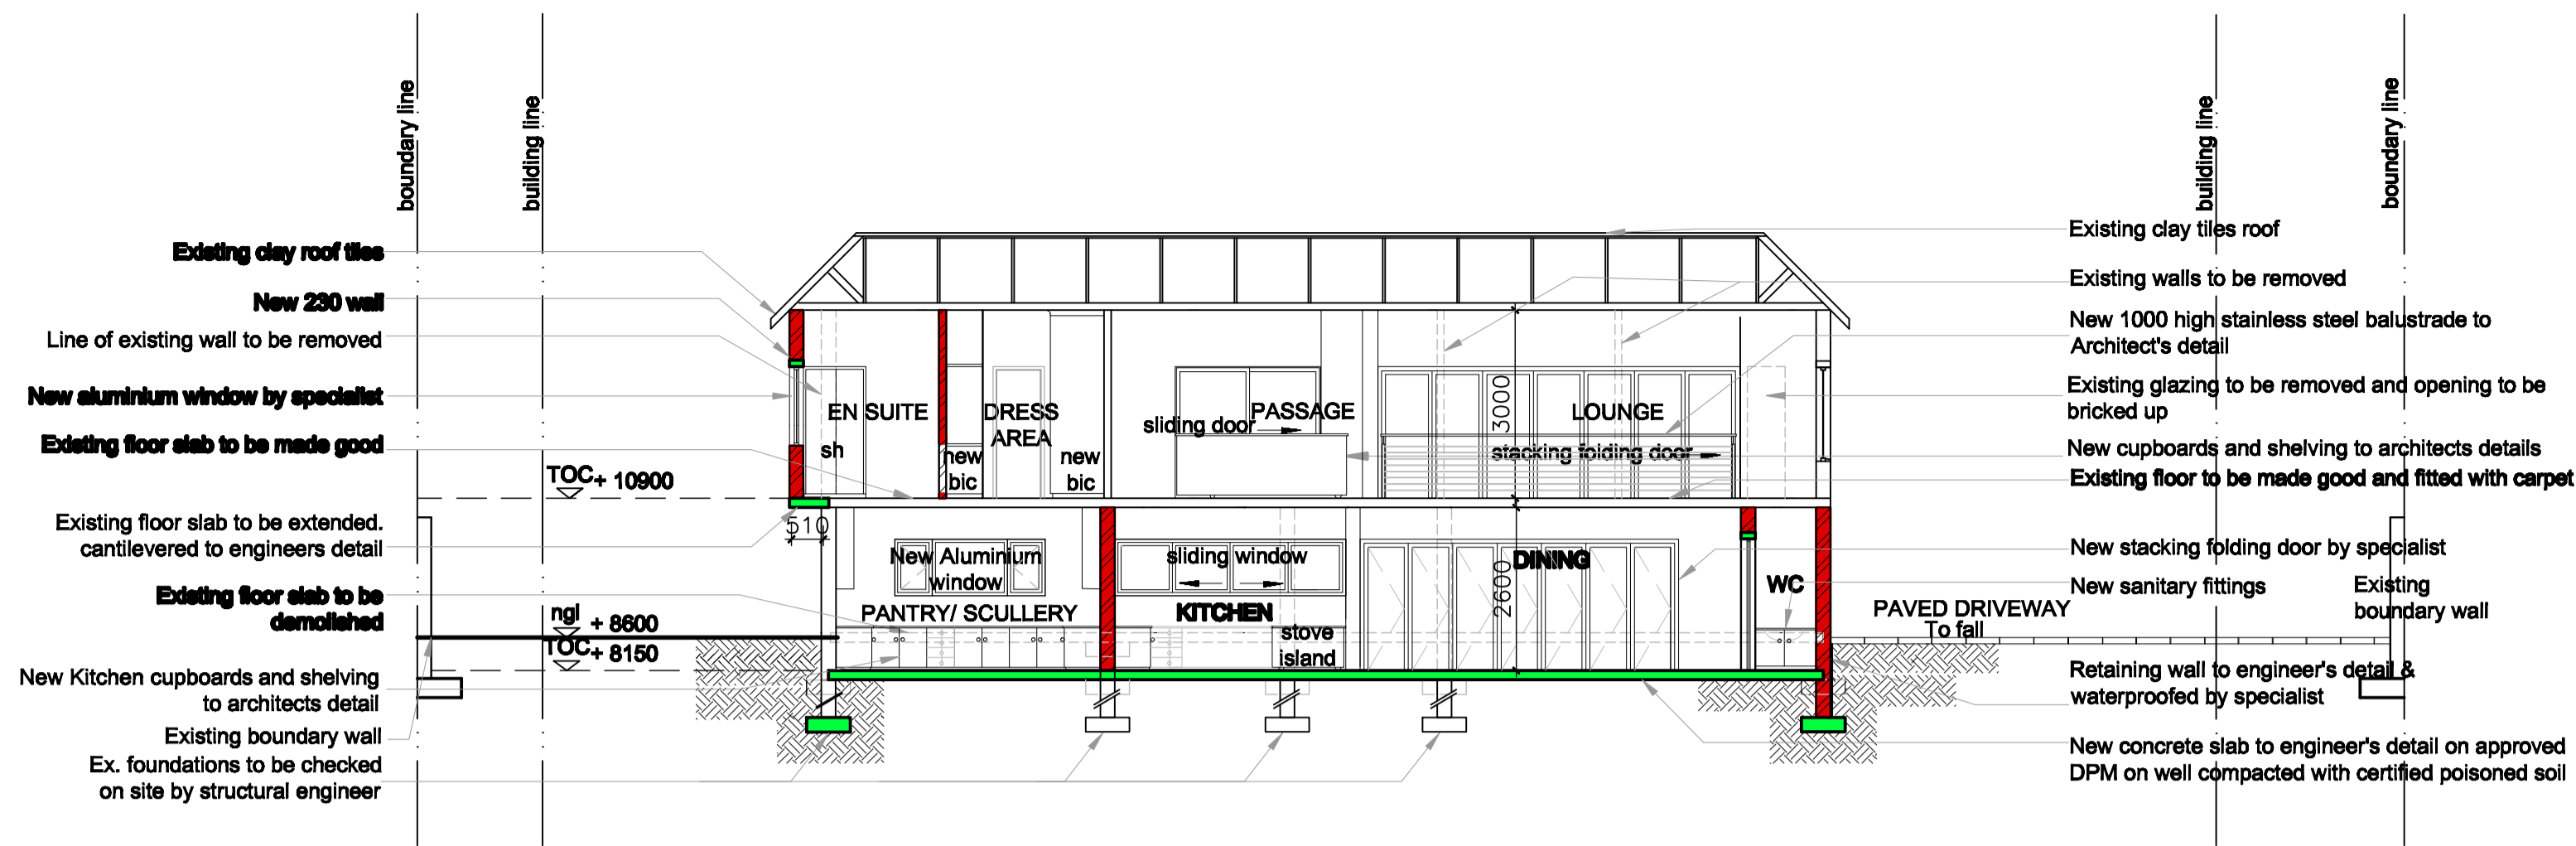 boundary line
building line
building line
boundary line
Existing clay roof tiles
New 230 wall
Line of existing wall to be removed
New aluminium window by specialist
Existing floor slab to be made good
TOC + 10900
Existing floor slab to be extended.
cantilevered to engineers detail
510
Existing floor slab to be
demolished
ngl + 8600
TOC + 8150
New Kitchen cupboards and shelving
to architects detail
Existing boundary wall
Ex. foundations to be checked
on site by structural engineer
EN SUITE
sh
new
bic
DRESS
AREA
new
bic
sliding door
PASSAGE
3000
LOUNGE
stacking folding door
New Aluminium
window
PANTRY/ SCULLERY
sliding window
KITCHEN
stove
island
2600
DINING
WC
PAVED DRIVEWAY
To fall
Existing clay tiles roof
Existing walls to be removed
New 1000 high stainless steel balustrade to
Architect's detail
Existing glazing to be removed and opening to be
bricked up
New cupboards and shelving to architects details
Existing floor to be made good and fitted with carpet
New stacking folding door by specialist
New sanitary fittings
Existing
boundary wall
Retaining wall to engineer's detail &
waterproofed by specialist
New concrete slab to engineer's detail on approved
DPM on well compacted with certified poisoned soil